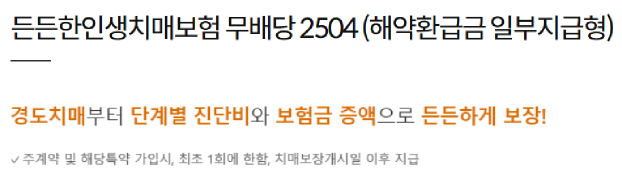 든든한인생치매보험 무배당 2504 (해약환급금 일부지급형)
경도치매부터 단계별 진단비와 보험금 증액으로 든든하게 보장!
✓ 주계약 및 해당특약 가입시, 최초 1회에 한함, 치매보장개시일 이후 지급